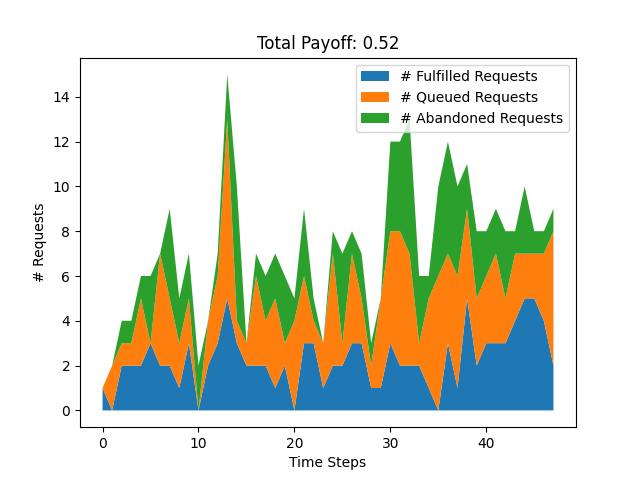 Total Payoff: 0.52
# Fulfilled Requests
# Queued Requests
# Abandoned Requests
14
12
10
8
6
4
2
0
# Requests
0 10 20 30 40
Time Steps